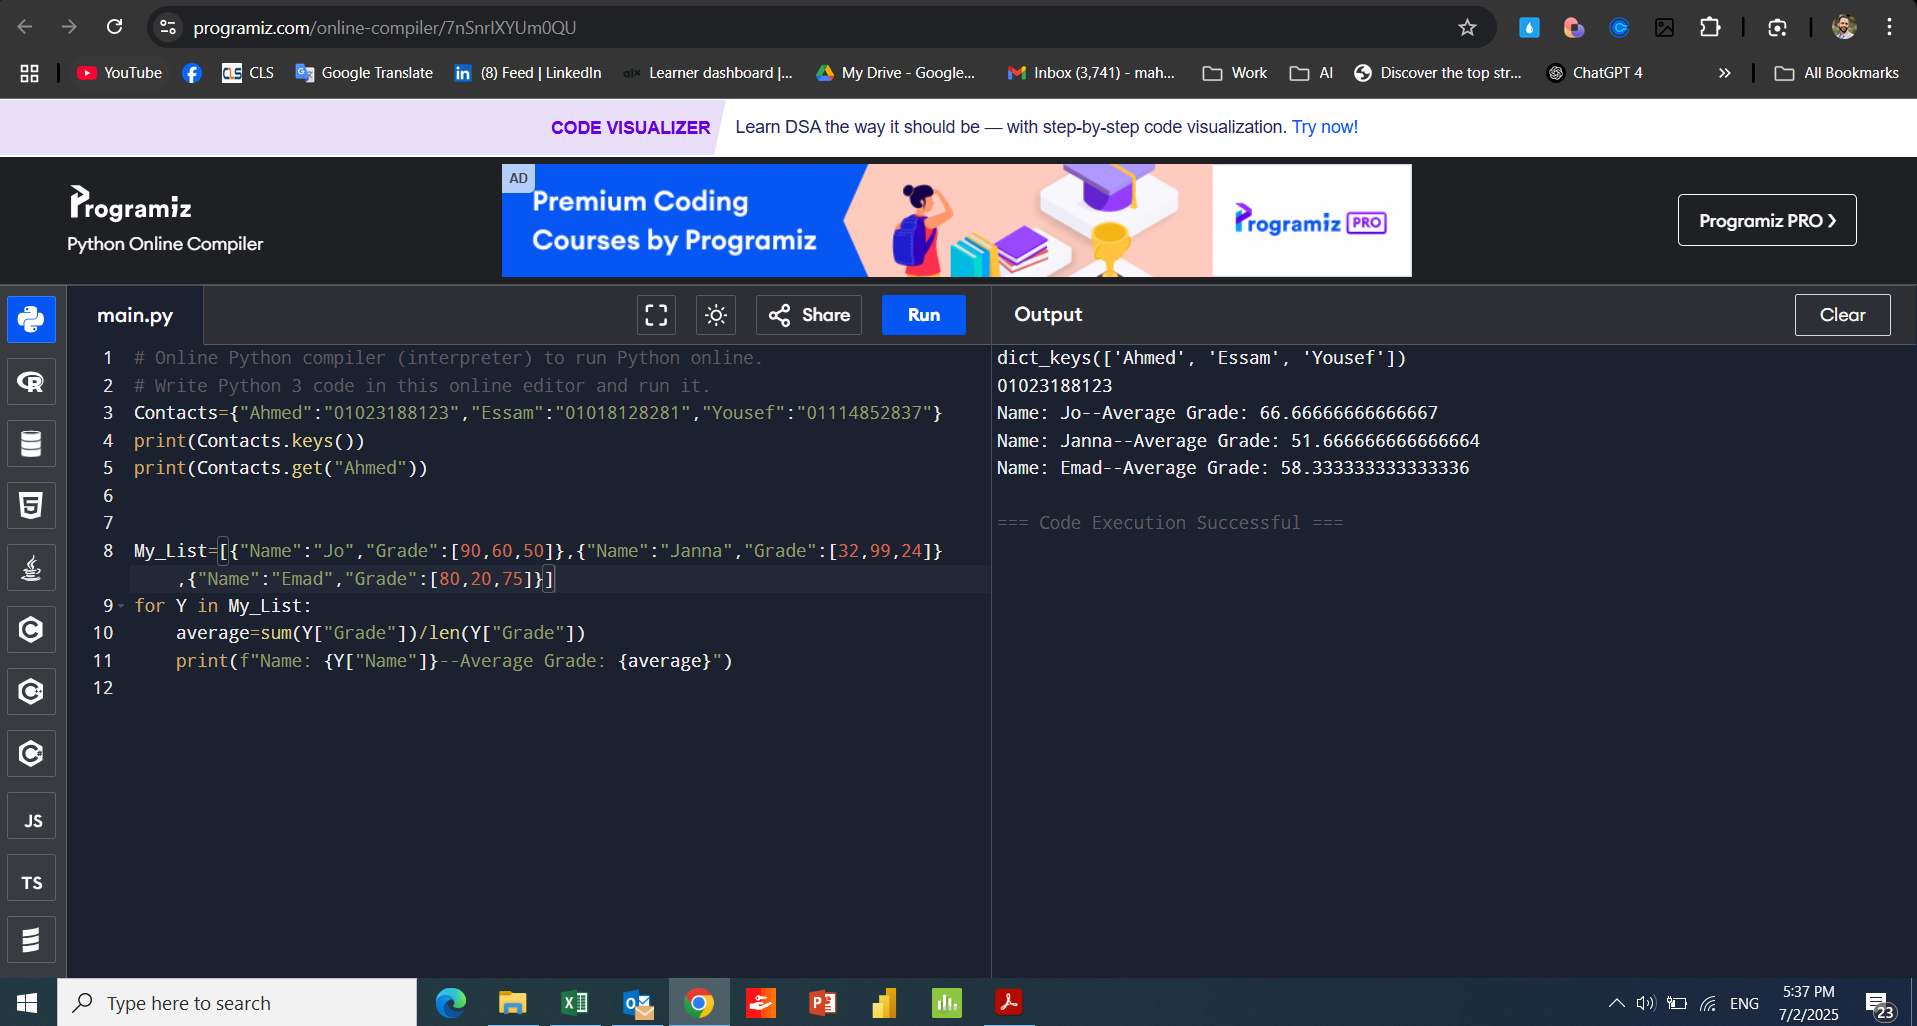 programiz.com/online-compiler/7nSnrIXYUm0QU
YouTube
CLS CLS
Google Translate
in (8) Feed | LinkedIn
alx Learner dashboard |...
My Drive - Google...
Inbox (3,741) - mah...
Work
AI
Discover the top str...
ChatGPT 4
»
All Bookmarks
CODE VISUALIZER Learn DSA the way it should be — with step-by-step code visualization. Try now!
Programiz
Python Online Compiler
AD
Premium Coding
Courses by Programiz
Programiz PRO
Programiz PRO ❯
main.py
Share
Run
Output
Clear
1 # Online Python compiler (interpreter) to run Python online.
2 # Write Python 3 code in this online editor and run it.
3 Contacts={"Ahmed":"01023188123","Essam":"01018128281","Yousef":"01114852837"}
4 print(Contacts.keys())
5 print(Contacts.get("Ahmed"))
6
7
8 My_List=[{"Name":"Jo","Grade":[90,60,50]},{"Name":"Janna","Grade":[32,99,24]}
,{"Name":"Emad","Grade":[80,20,75]}]
9 for Y in My_List:
10 average=sum(Y["Grade"])/len(Y["Grade"])
11 print(f"Name: {Y["Name"]}--Average Grade: {average}")
12
dict_keys(['Ahmed', 'Essam', 'Yousef'])
01023188123
Name: Jo--Average Grade: 66.66666666666667
Name: Janna--Average Grade: 51.666666666666664
Name: Emad--Average Grade: 58.333333333333336
=== Code Execution Successful ===
R
5
C
C
C
JS
TS
Type here to search
ENG
5:37 PM
7/2/2025
23